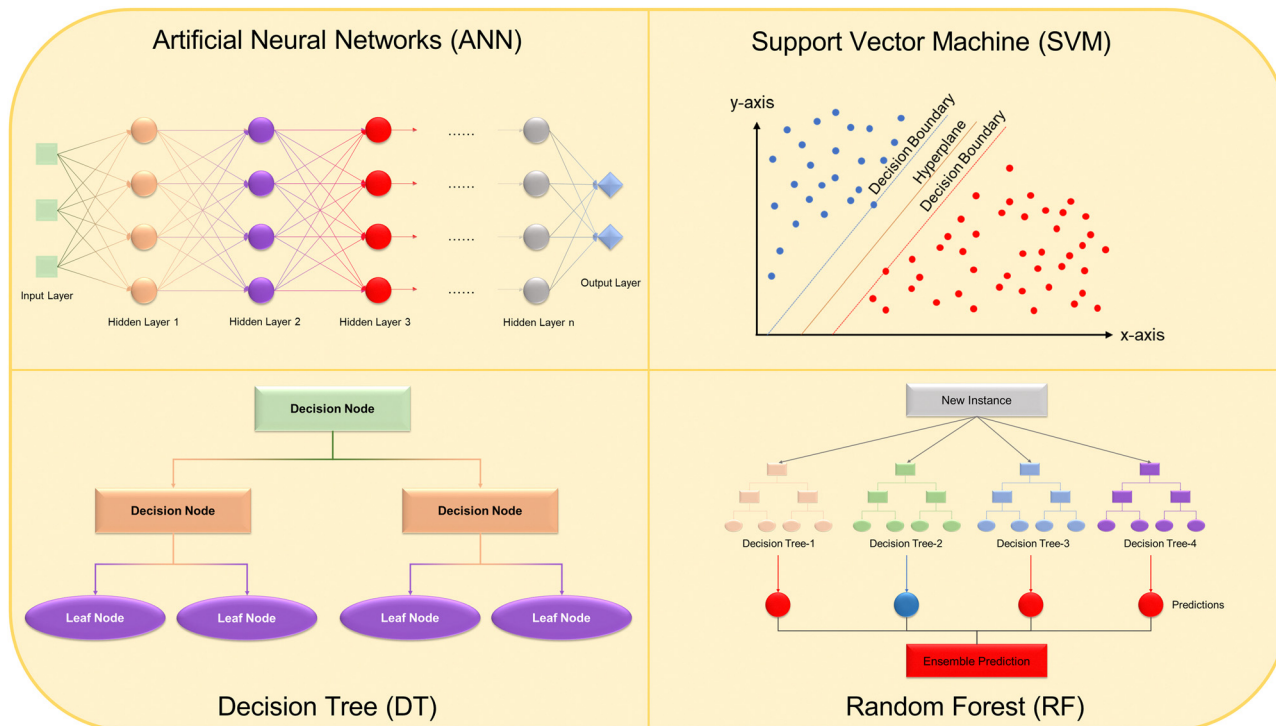 Artificial Neural Networks (ANN)
Input Layer
Hidden Layer 1
Hidden Layer 2
Hidden Layer 3
......
......
......
......
Hidden Layer n
Output Layer
Support Vector Machine (SVM)
y-axis
Decision Boundary
Hyperplane
Decision Boundary
x-axis
Decision Node
Decision Node
Decision Node
Leaf Node
Leaf Node
Leaf Node
Leaf Node
Decision Tree (DT)
New Instance
Decision Tree-1
Decision Tree-2
Decision Tree-3
Decision Tree-4
Predictions
Ensemble Prediction
Random Forest (RF)